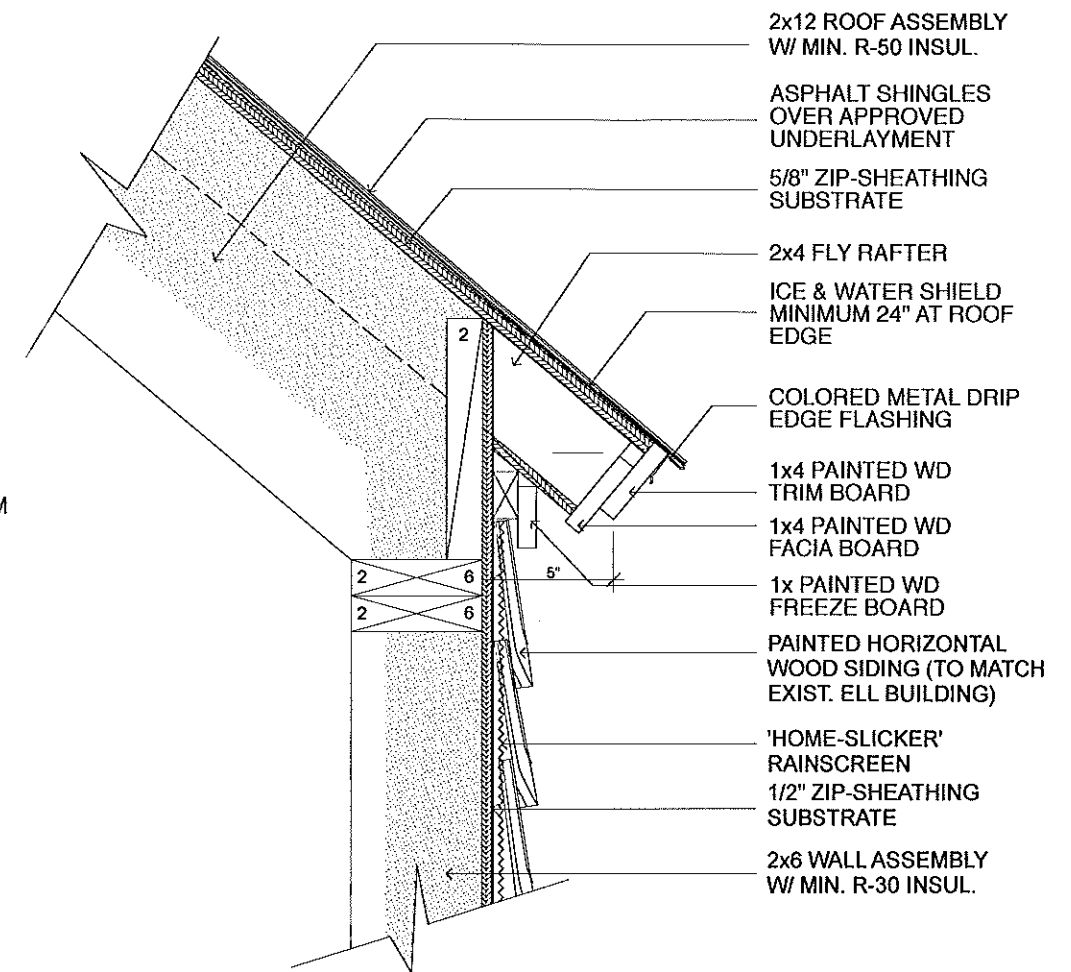 2x12 ROOF ASSEMBLY
W/ MIN. R-50 INSUL.
ASPHALT SHINGLES
OVER APPROVED
UNDERLAYMENT
5/8" ZIP-SHEATHING
SUBSTRATE
2x4 FLY RAFTER
ICE & WATER SHIELD
MINIMUM 24" AT ROOF
EDGE
2
COLORED METAL DRIP
EDGE FLASHING
1x4 PAINTED WD
TRIM BOARD
M
1x4 PAINTED WD
FACIA BOARD
2 6
5"
1x PAINTED WD
FREEZE BOARD
2 6
PAINTED HORIZONTAL
WOOD SIDING (TO MATCH
EXIST. ELL BUILDING)
'HOME-SLICKER'
RAINSCREEN
1/2" ZIP-SHEATHING
SUBSTRATE
2x6 WALL ASSEMBLY
W/ MIN. R-30 INSUL.